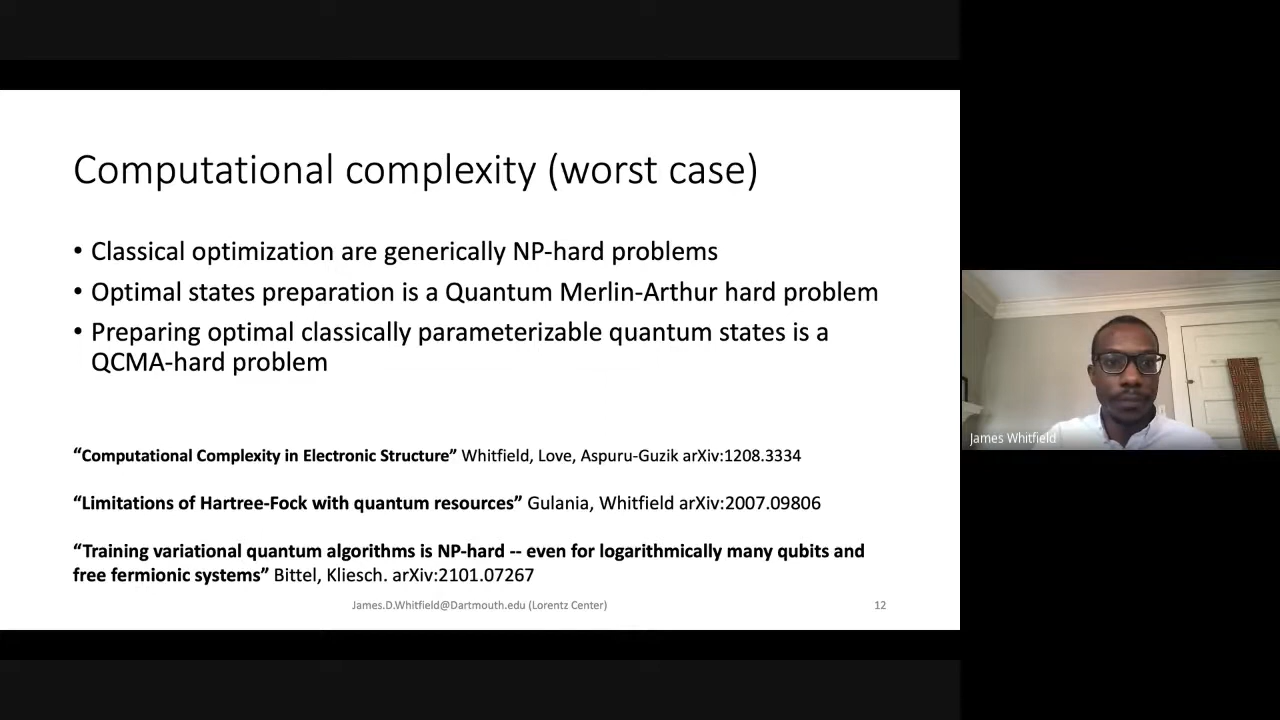 Computational complexity (worst case)
• Classical optimization are generically NP-hard problems
• Optimal states preparation is a Quantum Merlin-Arthur hard problem
• Preparing optimal classically parameterizable quantum states is a
QCMA-hard problem
“Computational Complexity in Electronic Structure” Whitfield, Love, Aspuru-Guzik arXiv:1208.3334
“Limitations of Hartree-Fock with quantum resources” Gulania, Whitfield arXiv:2007.09806
“Training variational quantum algorithms is NP-hard -- even for logarithmically many qubits and
free fermionic systems” Bittel, Kliesch. arXiv:2101.07267
James.D.Whitfield@Dartmouth.edu (Lorentz Center)
12
James Whitfield